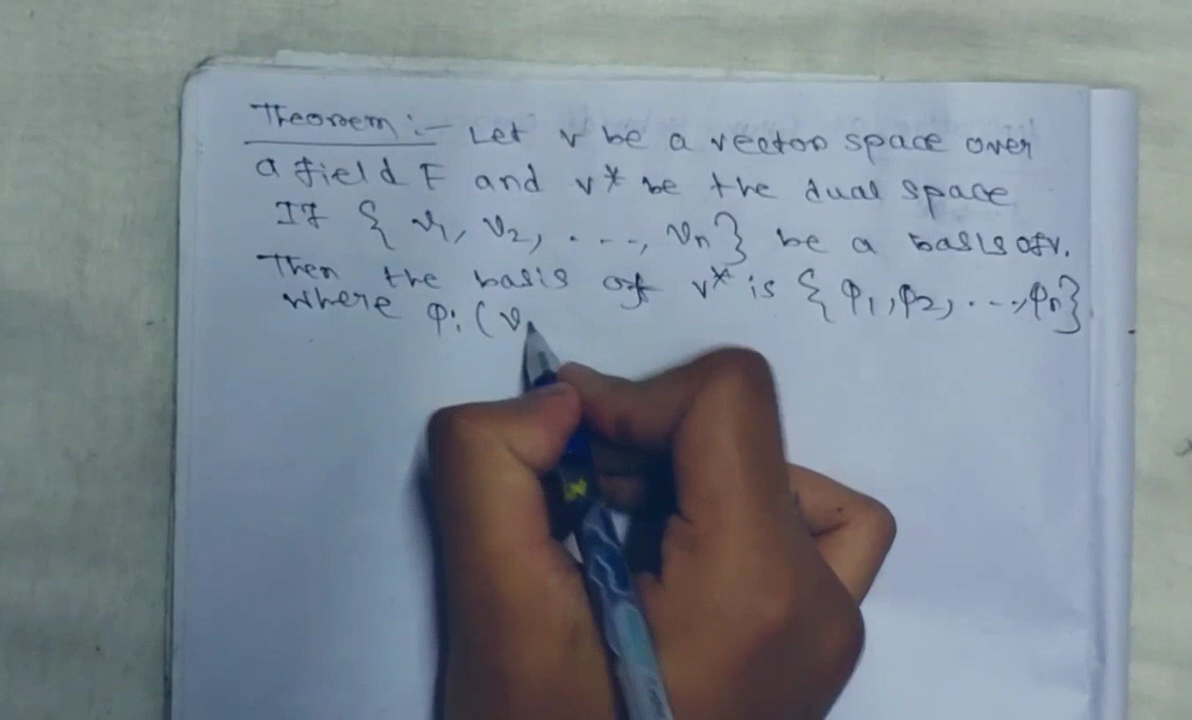 Theorem :- Let v be a vector space over
a field F and v* be the dual space
If { v1, v2, ...., vn } be a basis of v.
Then the basis of v* is { φ1, φ2, ...., φn }
where φi (v